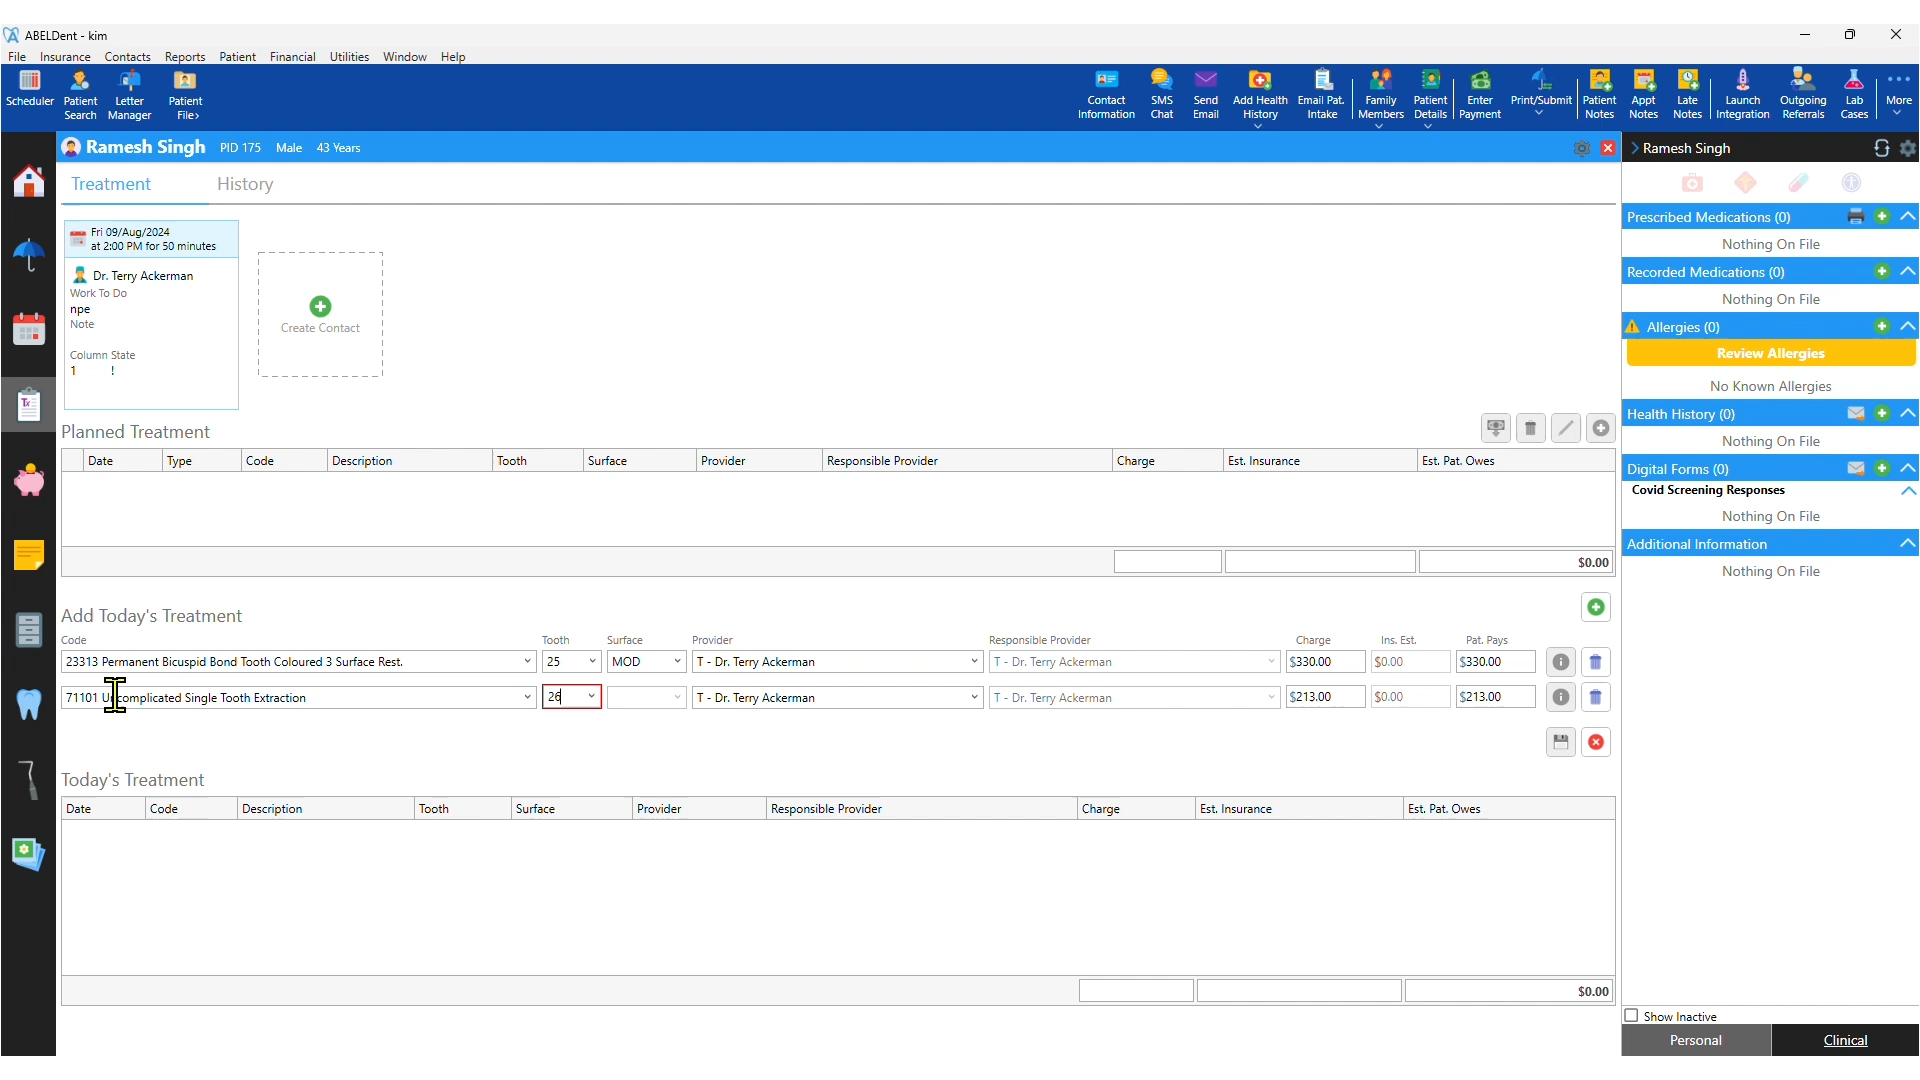 ABELDent - kim
File Insurance Contacts Reports Patient Financial Utilities Window Help
Scheduler
Patient Search
Letter Manager
Patient File>
Contact Information
SMS Chat
Send Email
Add Health History
Email Pat. Intake
Family Members
Patient Details
Enter Payment
Print/Submit
Patient Notes
Appt Notes
Late Notes
Launch Integration
Outgoing Referrals
Lab Cases
More
Ramesh Singh PID 175 Male 43 Years
Treatment History
Fri 09/Aug/2024
at 2:00 PM for 50 minutes
Dr. Terry Ackerman
Work To Do
npe
Note
Column State
1 !
Create Contact
Planned Treatment
Date Type Code Description Tooth Surface Provider Responsible Provider Charge Est. Insurance Est. Pat. Owes
$0.00
Add Today's Treatment
Code Tooth Surface Provider Responsible Provider Charge Ins. Est. Pat. Pays
23313 Permanent Bicuspid Bond Tooth Coloured 3 Surface Rest. 25 MOD T - Dr. Terry Ackerman T - Dr. Terry Ackerman $330.00 $0.00 $330.00
71101 Uncomplicated Single Tooth Extraction 26 T - Dr. Terry Ackerman T - Dr. Terry Ackerman $213.00 $0.00 $213.00
Today's Treatment
Date Code Description Tooth Surface Provider Responsible Provider Charge Est. Insurance Est. Pat. Owes
$0.00
> Ramesh Singh
Prescribed Medications (0)
Nothing On File
Recorded Medications (0)
Nothing On File
Allergies (0)
Review Allergies
No Known Allergies
Health History (0)
Nothing On File
Digital Forms (0)
Covid Screening Responses
Nothing On File
Additional Information
Nothing On File
Show Inactive
Personal Clinical